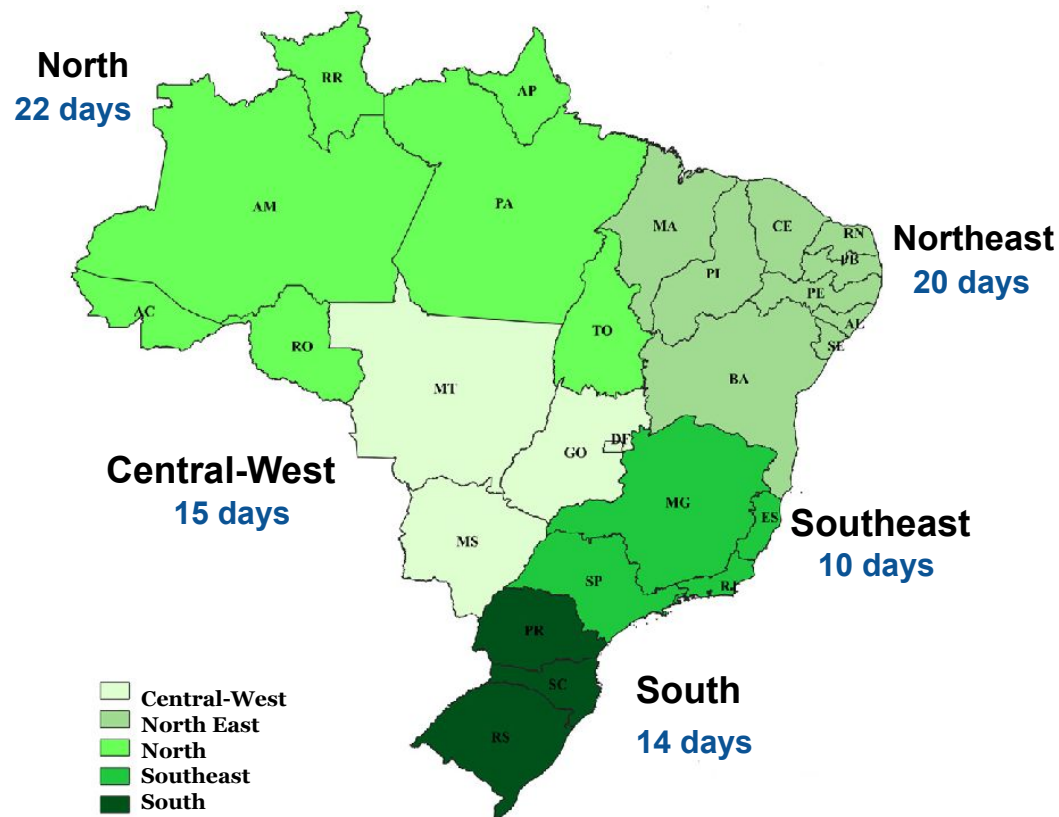 North
22 days
RR
AP
AM
PA
MA
CE
RN
PB
PI
PE
AL
SE
AC
RO
TO
BA
MT
DF
GO
MG
ES
MS
SP
RJ
PR
SC
RS
Northeast
20 days
Central-West
15 days
Southeast
10 days
South
14 days
Central-West
North East
North
Southeast
South